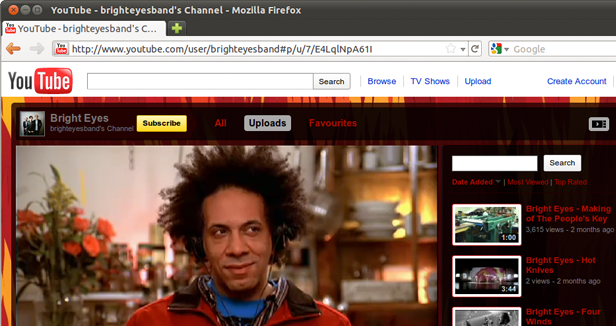 YouTube - brighteyesband's Channel - Mozilla Firefox
YouTube - brighteyesband's C...
http://www.youtube.com/user/brighteyesband#p/u/7/E4LqlNpA61I
Google
YouTube
Search
Browse
TV Shows
Upload
Create Account
Bright Eyes
brighteyesband's Channel
Subscribe
All
Uploads
Favourites
Search
Date Added | Most Viewed | Top Rated
Bright Eyes - Making
of The People's Key
3,615 views - 2 months ago
1:00
Bright Eyes - Hot
Knives
2 views - 2 months ago
3:44
Bright Eyes - Four
Winds